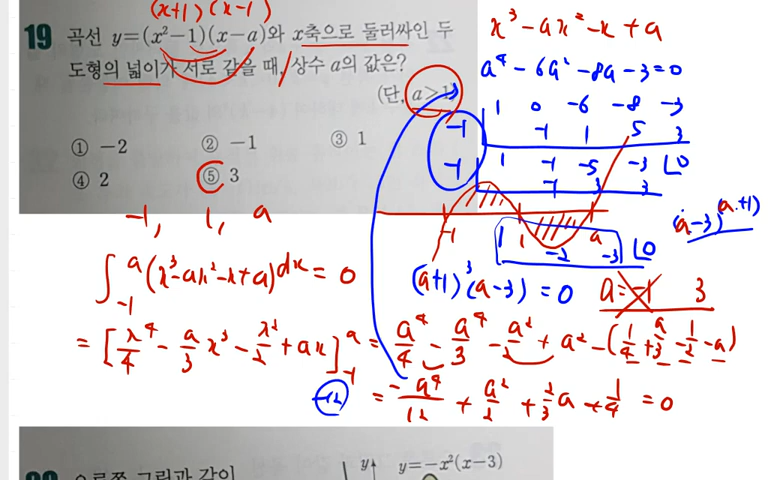 (x+1)(x-1)
19 곡선 y=(x²-1)(x-a)와 x축으로 둘러싸인 두
도형의 넓이가 서로 같을 때, 상수 a의 값은?
(단, a>1)
① -2 ② -1 ③ 1
④ 2 ⑤ 3
x³-ax²-x+a
a⁴-6a²-8a-3=0
1 0 -6 -8 -3
-1 -1 1 5 3
-1 1 -1 -5 -3 0
-1 3
1 -2 -3 0
-1 1 a
(a-3)(a+1)
(a+1)³(a-3)=0 a=-1 3
-1, 1, a
∫₋₁ᵃ(x³-ax²-x+a)dx=0
=[x⁴/4-a/3x³-x²/2+ax]₋₁ᵃ=a⁴/4-a⁴/3-a²/2+a²-(1/4+a/3-1/2-a)
-12 =-a⁴/12+a²/2+2/3a+1/4=0
y y=-x²(x-3)